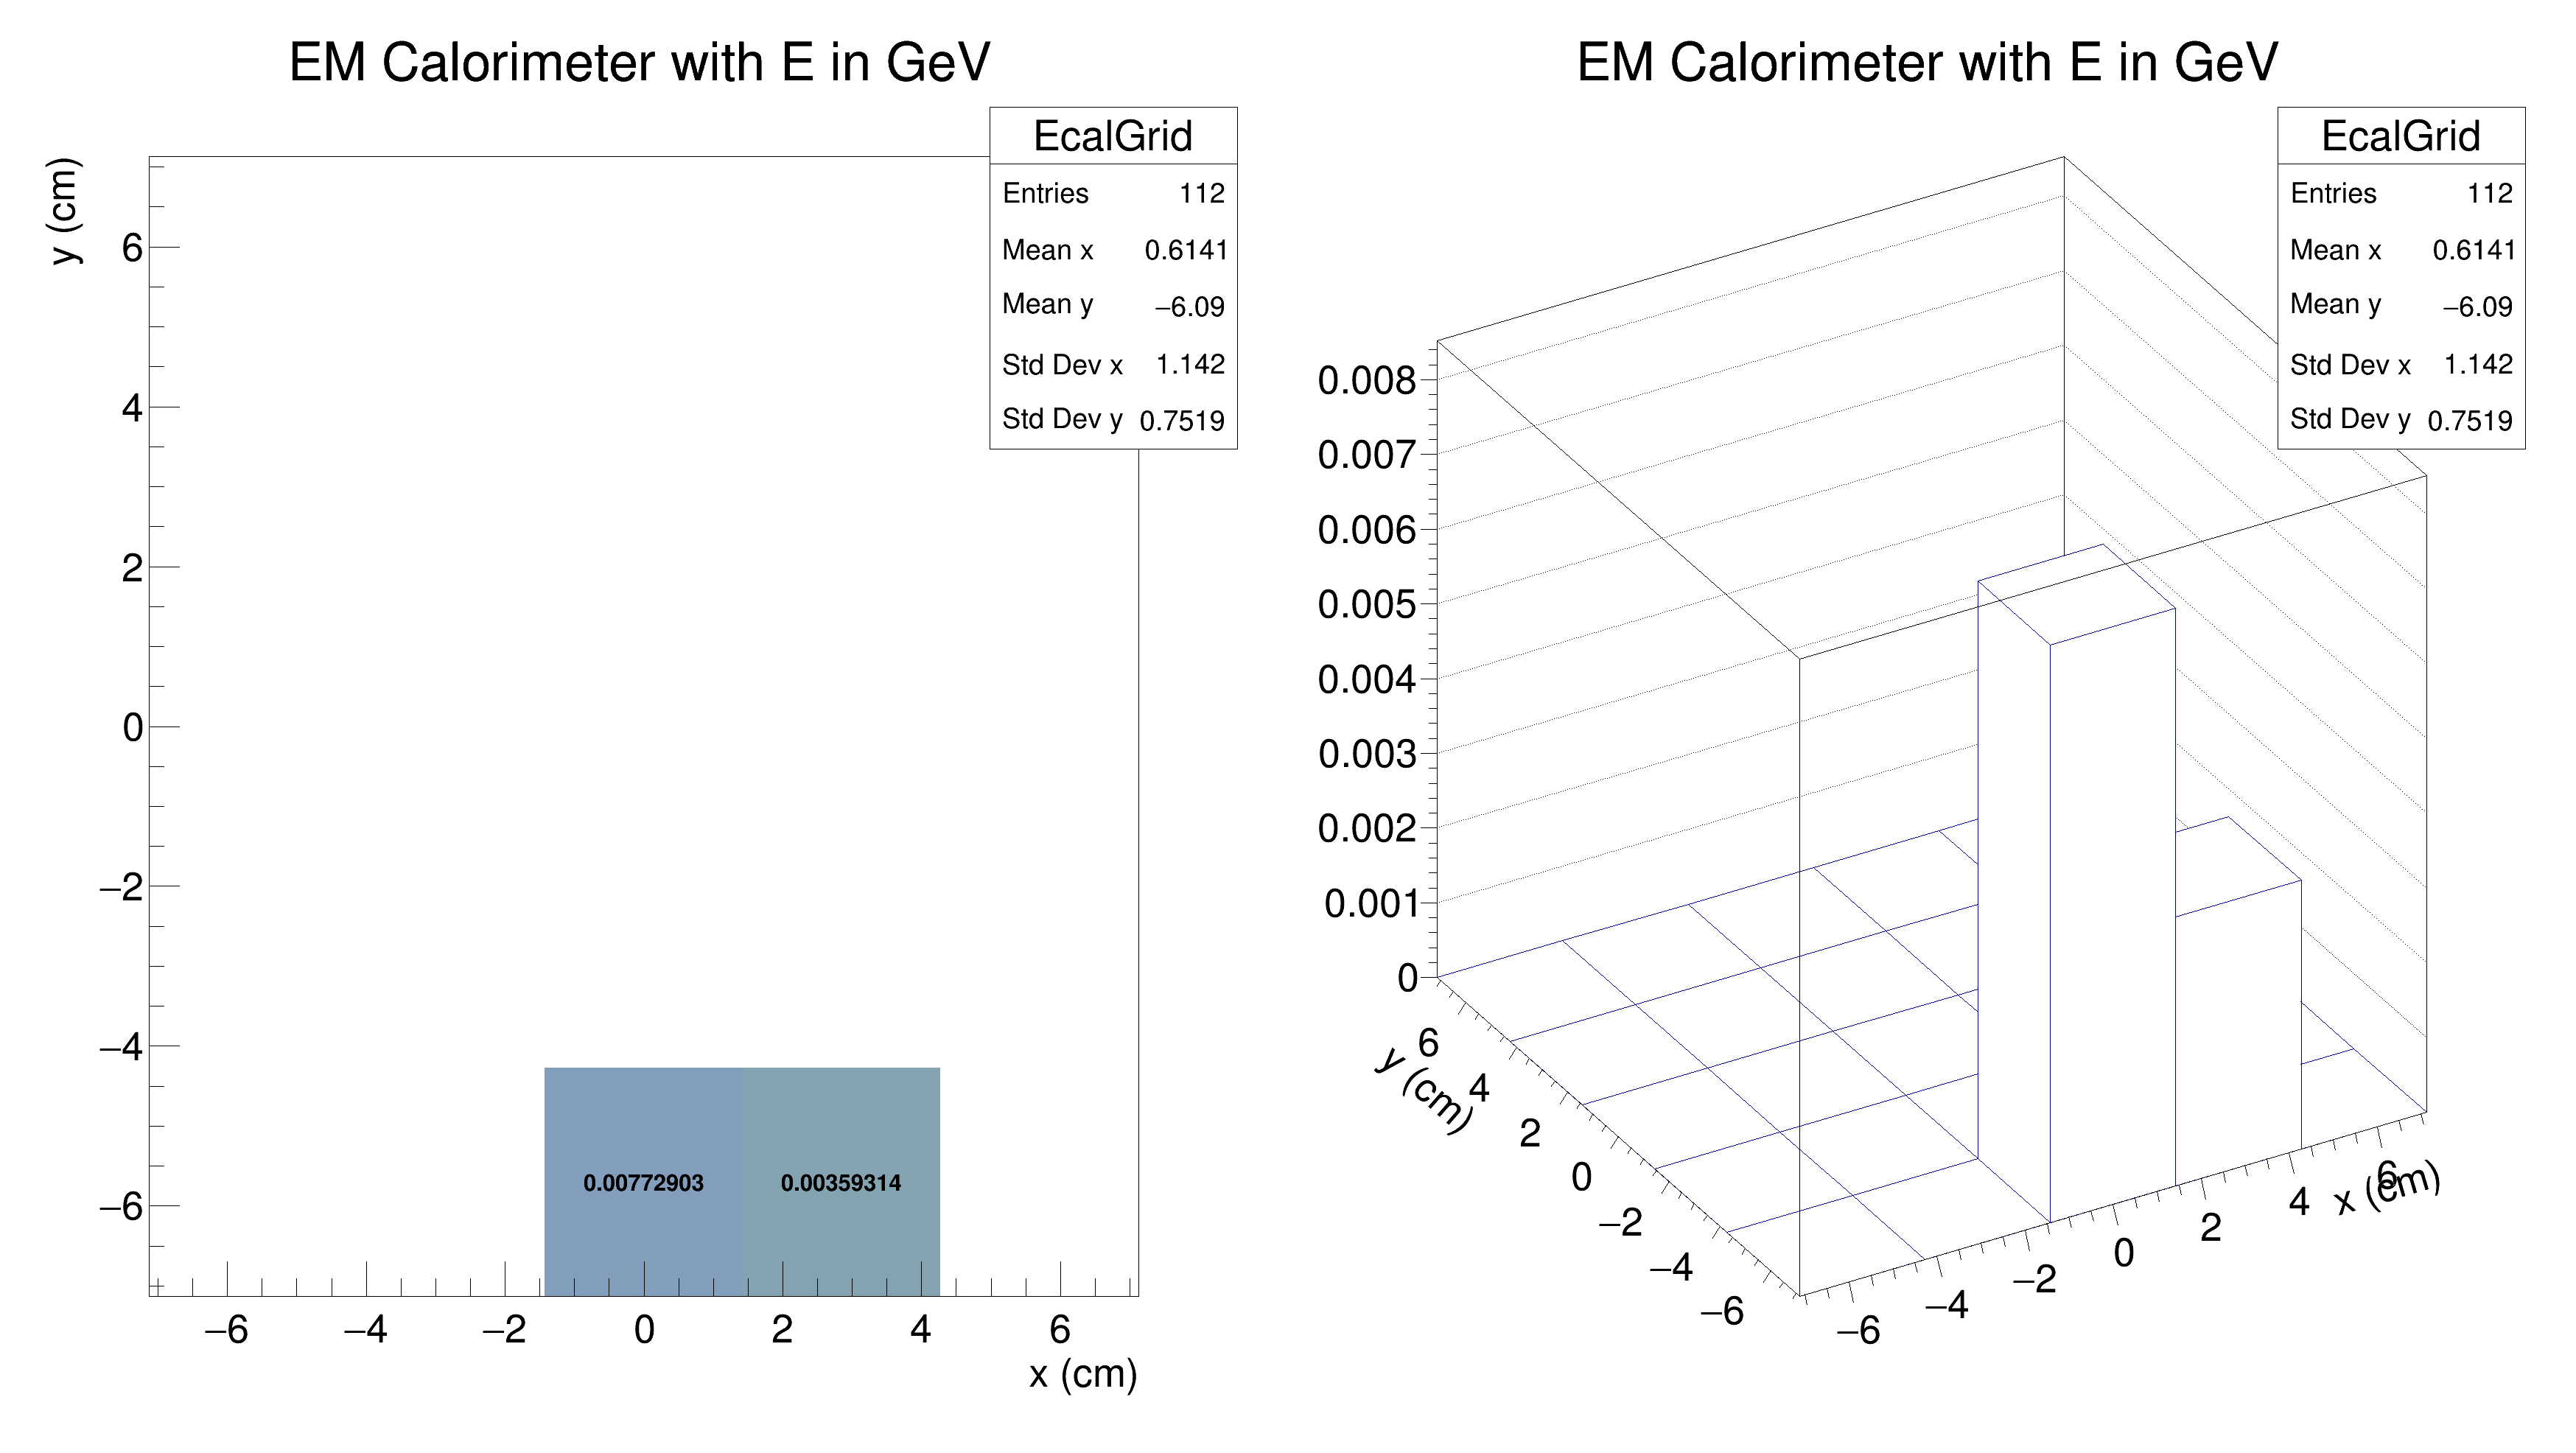 EM Calorimeter with E in GeV
EcalGrid
Entries 112
Mean x 0.6141
Mean y −6.09
Std Dev x 1.142
Std Dev y 0.7519
y (cm)
6
4
2
0
−2
−4
−6
0.00772903 0.00359314
−6 −4 −2 0 2 4 6
x (cm)
EM Calorimeter with E in GeV
EcalGrid
Entries 112
Mean x 0.6141
Mean y −6.09
Std Dev x 1.142
Std Dev y 0.7519
0.008
0.007
0.006
0.005
0.004
0.003
0.002
0.001
0
6
4
2
0
−2
−4
−6
y (cm)
−6
−4
−2
0
2
4
6
x (cm)